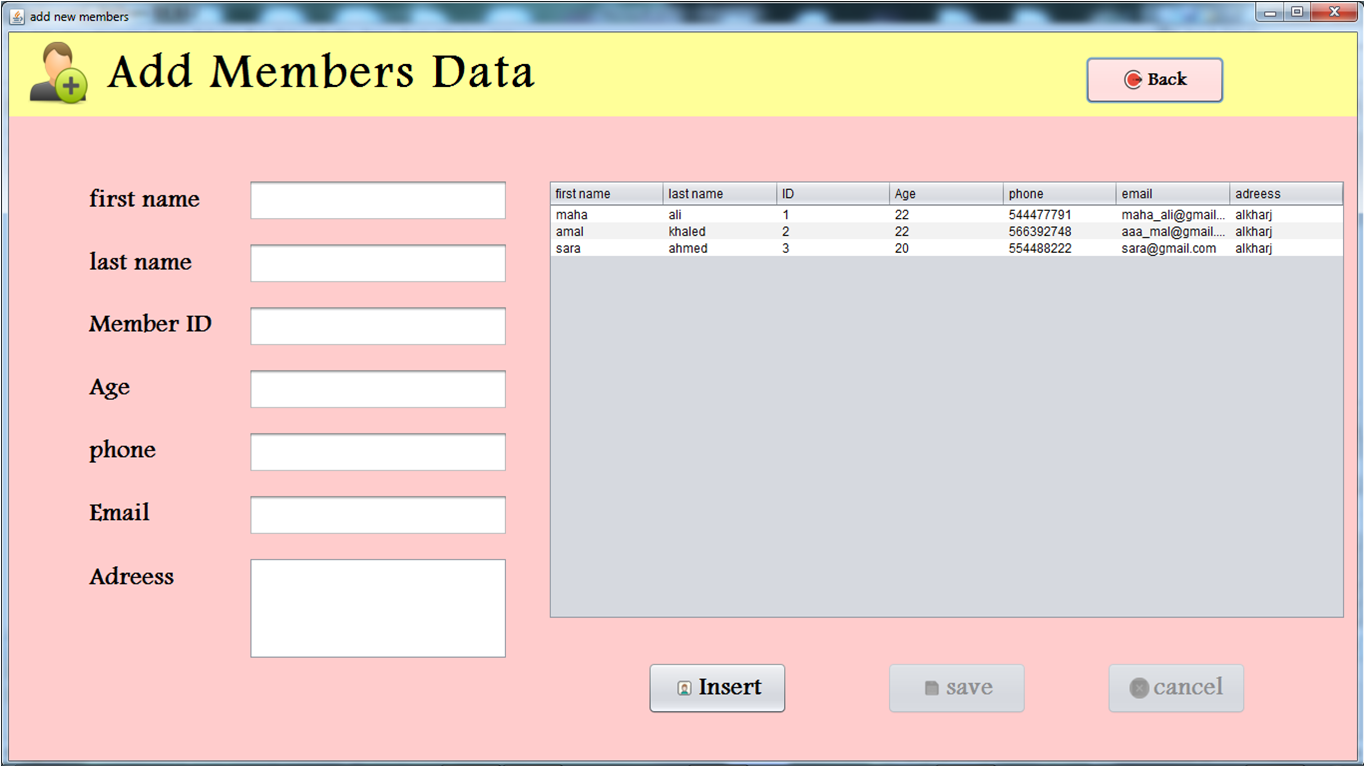 add new members
Add Members Data
Back
first name
last name
Member ID
Age
phone
Email
Adreess
first name last name ID Age phone email adreess
maha ali 1 22 544477791 maha_ali@gmail... alkharj
amal khaled 2 22 566392748 aaa_mal@gmail.... alkharj
sara ahmed 3 20 554488222 sara@gmail.com alkharj
Insert save cancel